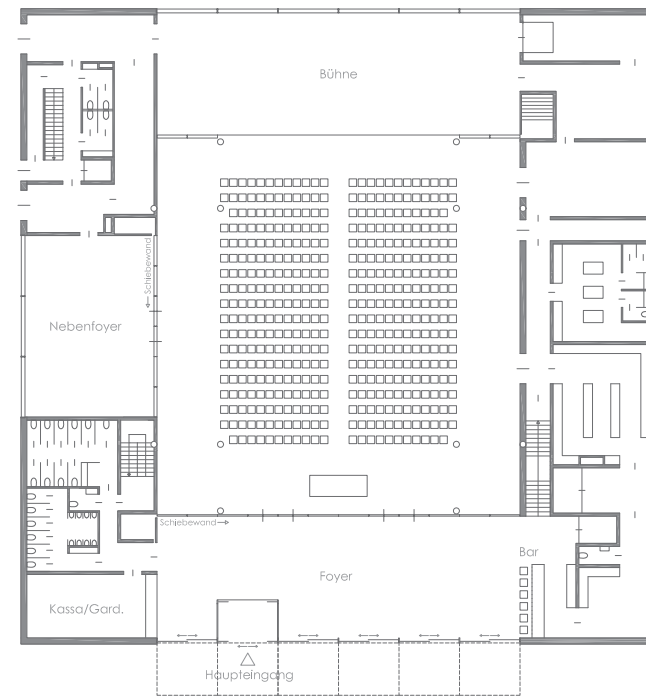 Bühne
Schiebewand
Nebenfoyer
Schiebewand
Bar
Foyer
Kassa/Gard.
Haupteingang